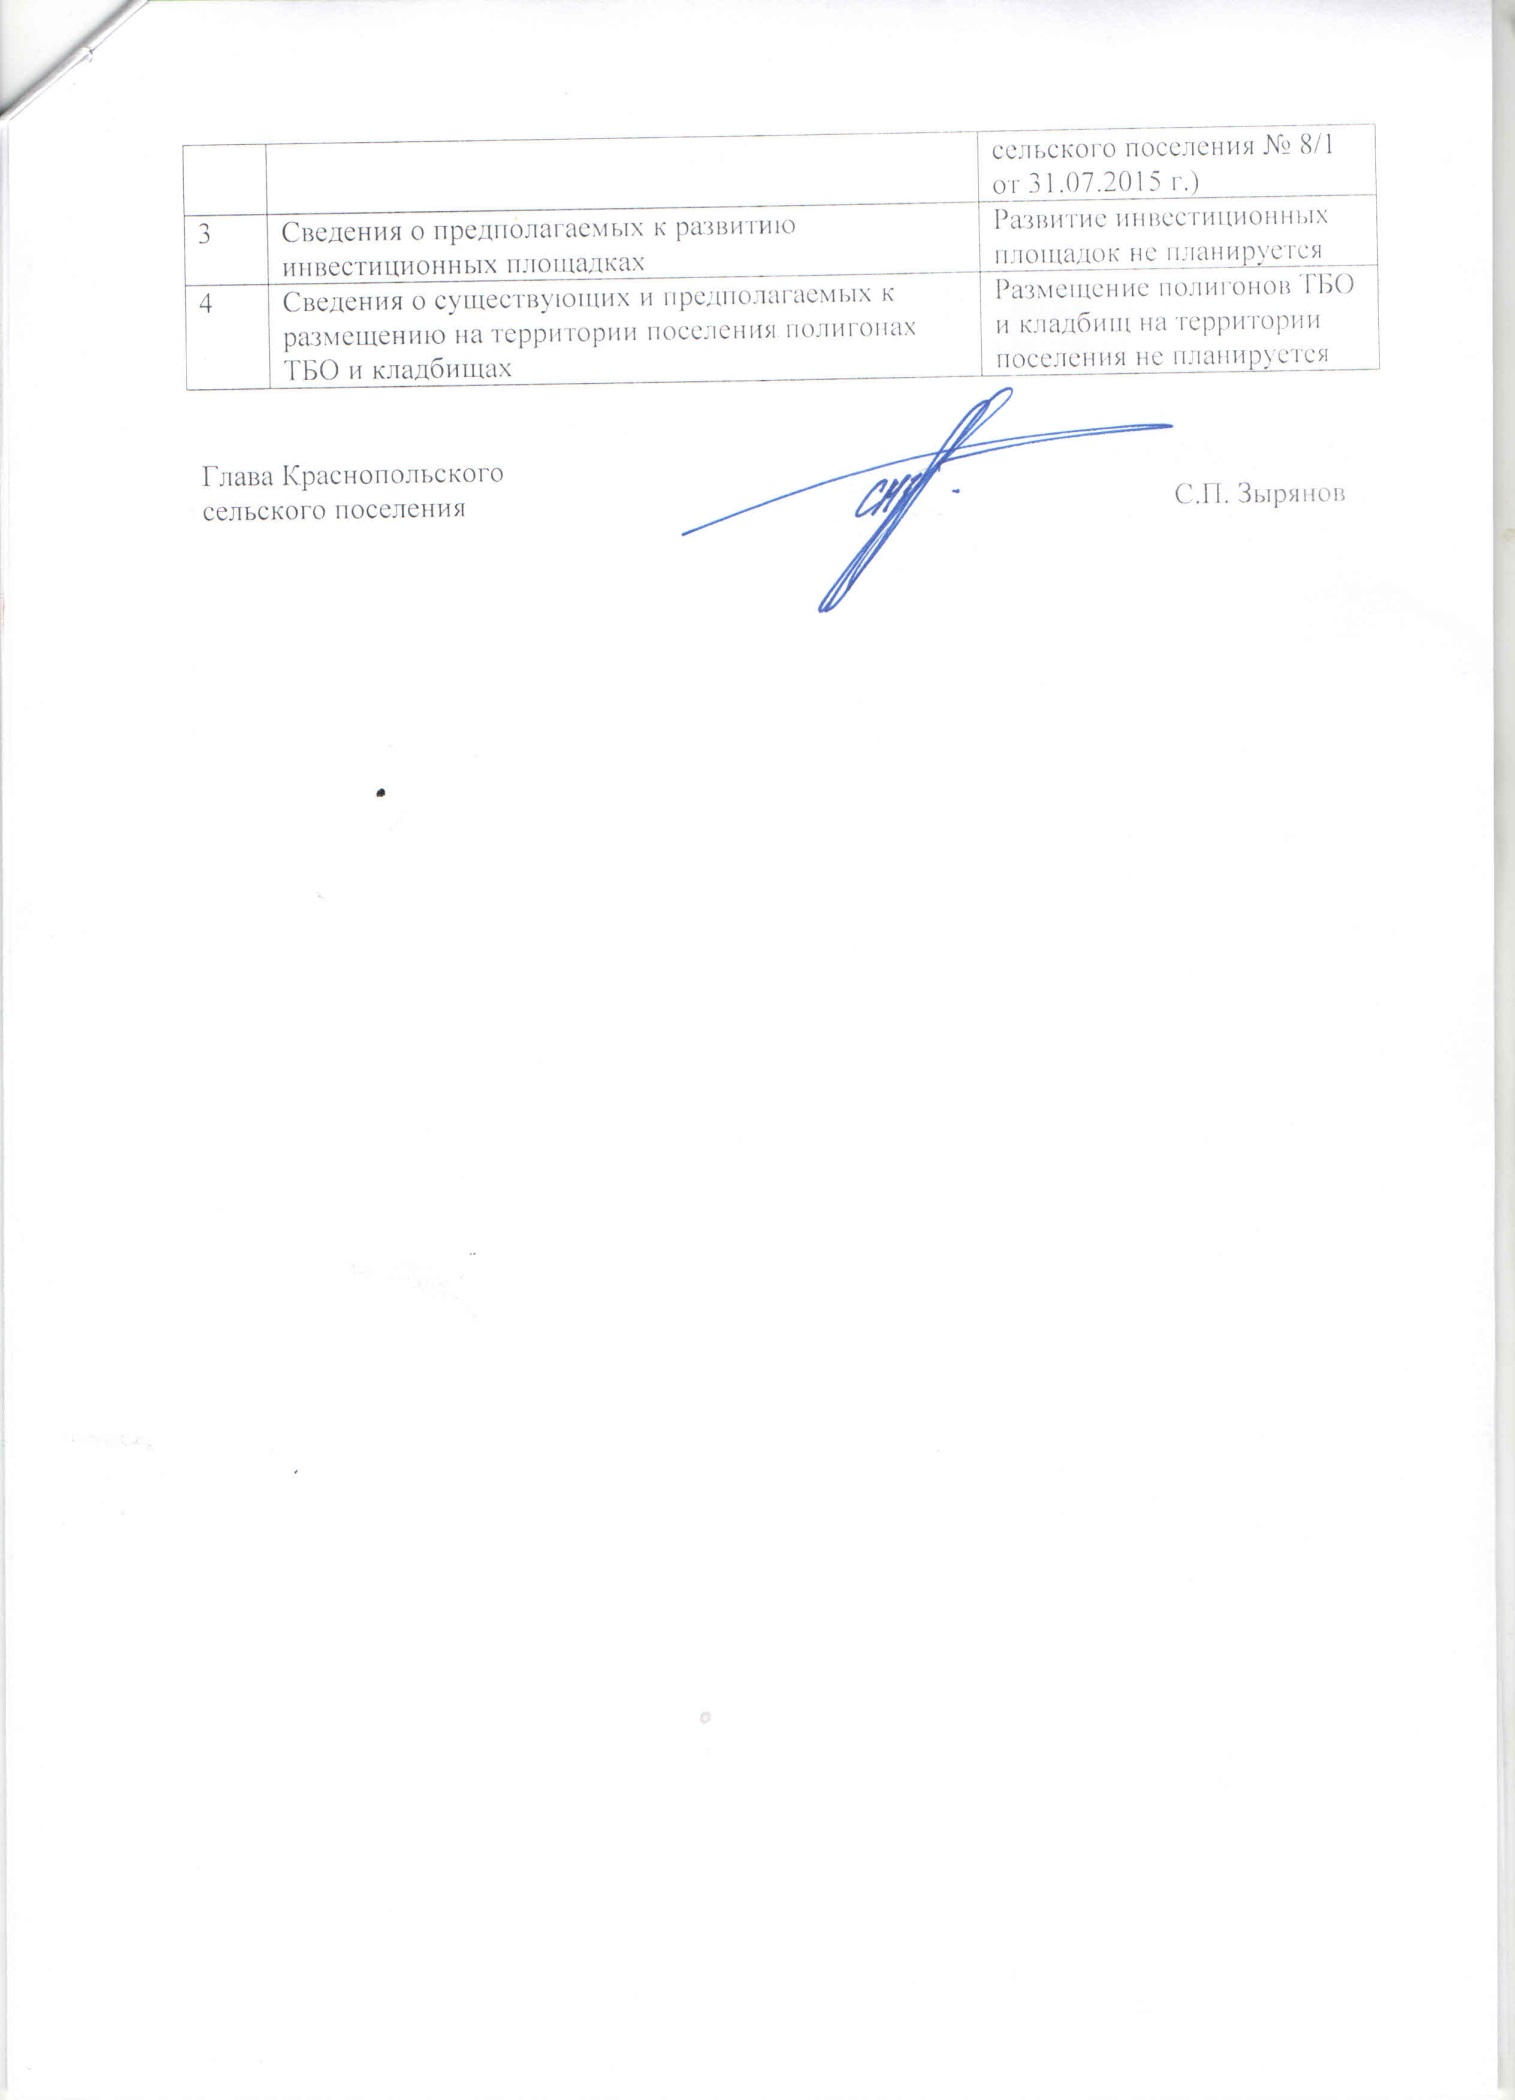 сельского поселения № 8/1
от 31.07.2015 г.)
3
Сведения о предполагаемых к развитию
инвестиционных площадках
Развитие инвестиционных
площадок не планируется
4
Сведения о существующих и предполагаемых к
размещению на территории поселения полигонах
ТБО и кладбищах
Размещение полигонов ТБО
и кладбищ на территории
поселения не планируется
Глава Краснопольского
сельского поселения
С.П. Зырянов